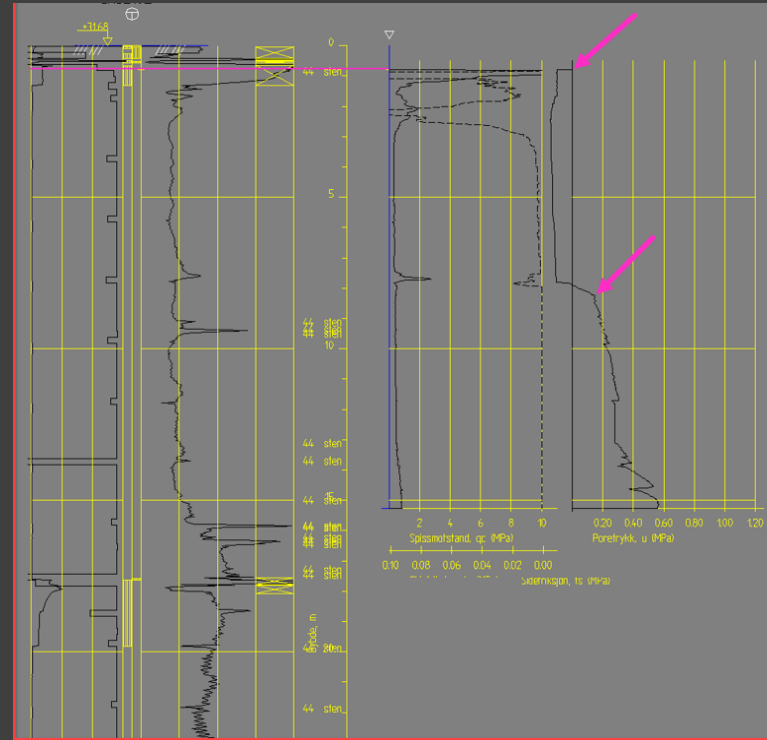 +31.68
0
44 sten
5
44 sten
44 sten
10
44 sten
44 sten
44 sten
15
44 sten
44 sten
44 sten
44 sten
Dybde, m
20
44 sten
2 4 6 8 10
0.20 0.40 0.60 0.80 1.00 1.20
Spissmotstand, qc (MPa)
Poretrykk, u (MPa)
0.10 0.08 0.06 0.04 0.02 0.00
Sidefriksjon, fs (MPa)